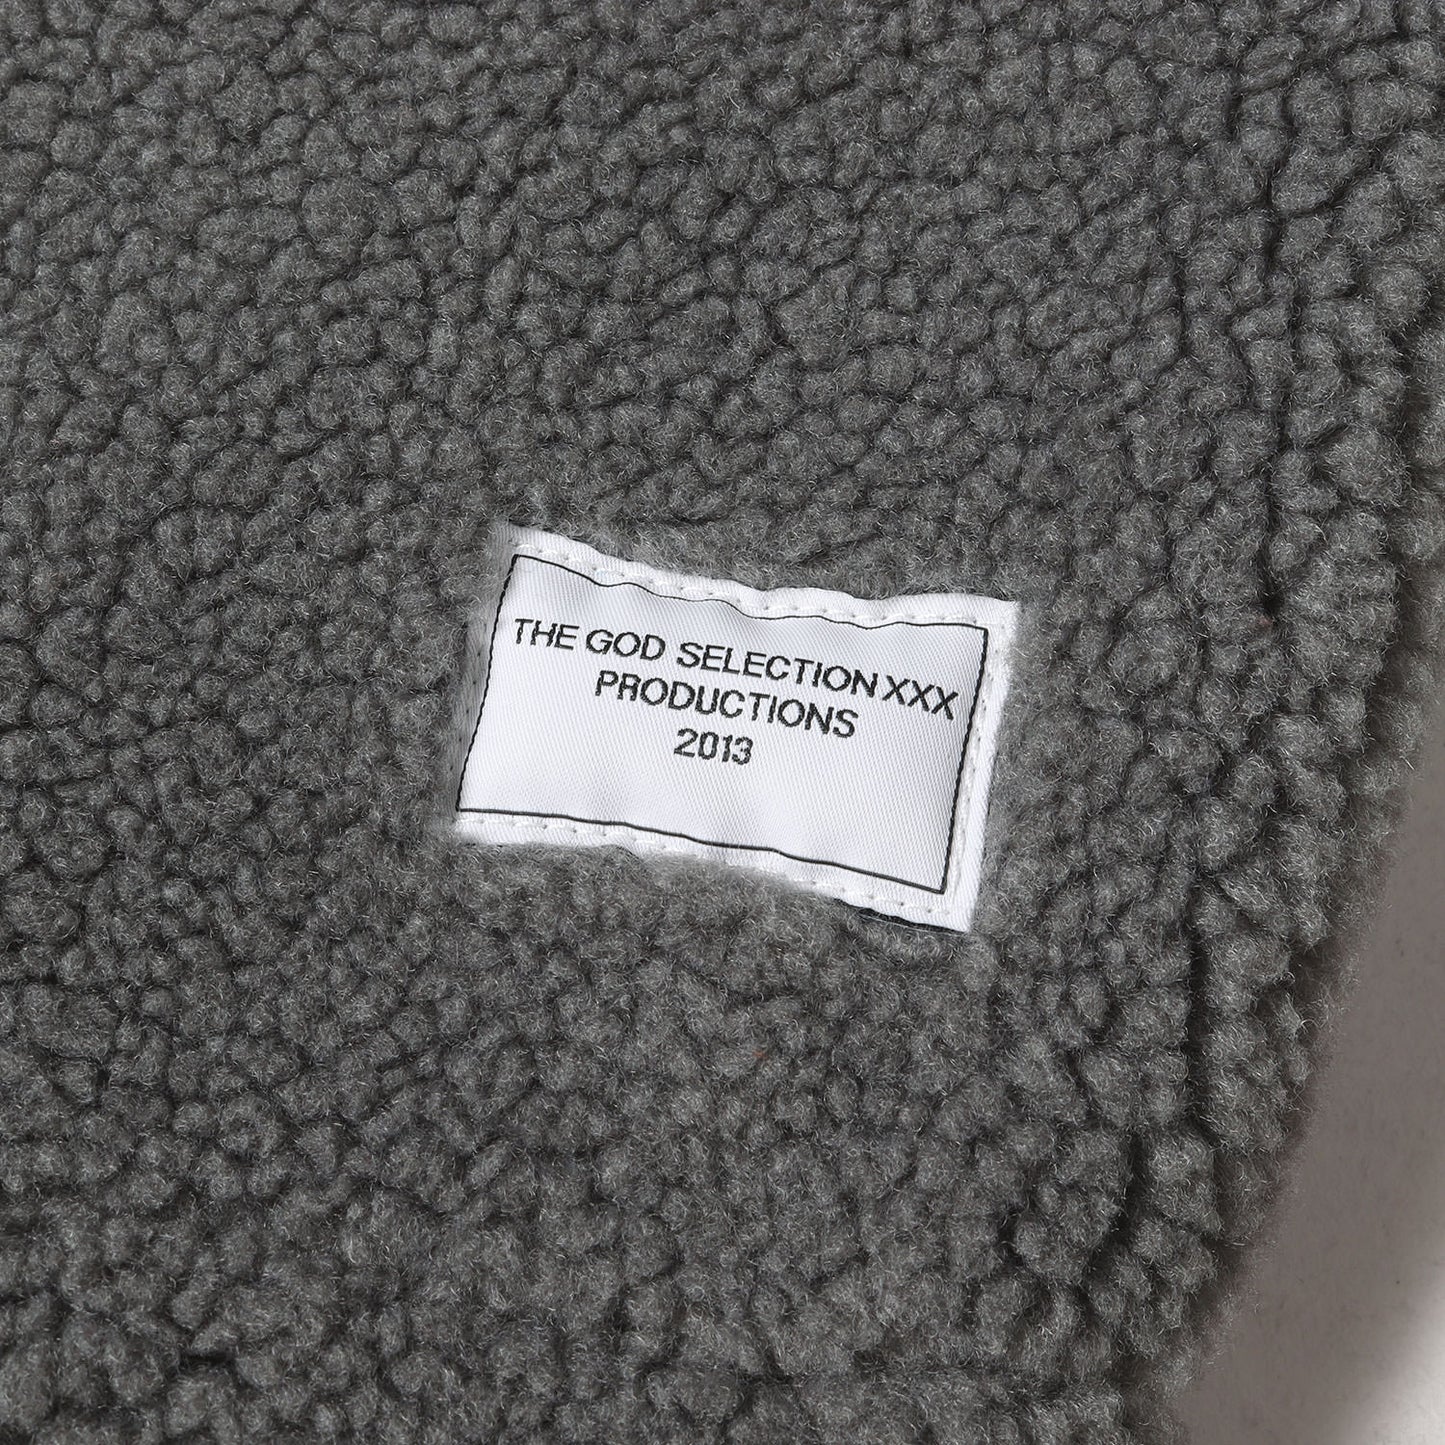 THE GOD SELECTION XXX
PRODUCTIONS
2013